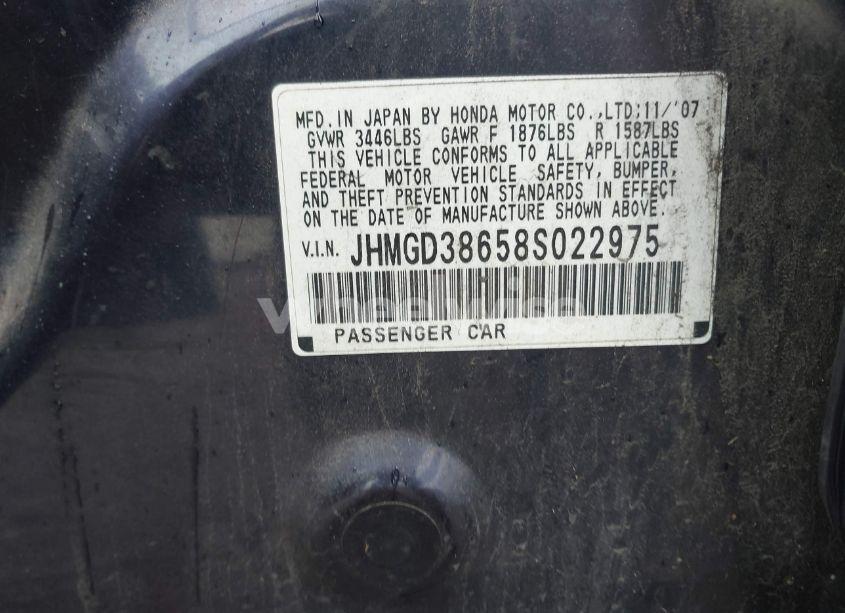 MFD. IN JAPAN BY HONDA MOTOR CO.,LTD;11/'07
GVWR 3446LBS GAWR F 1876LBS R 1587LBS
THIS VEHICLE CONFORMS TO ALL APPLICABLE
FEDERAL MOTOR VEHICLE SAFETY, BUMPER,
AND THEFT PREVENTION STANDARDS IN EFFECT
ON THE DATE OF MANUFACTURE SHOWN ABOVE.
V.I.N. JHMGD38658S022975
PASSENGER CAR